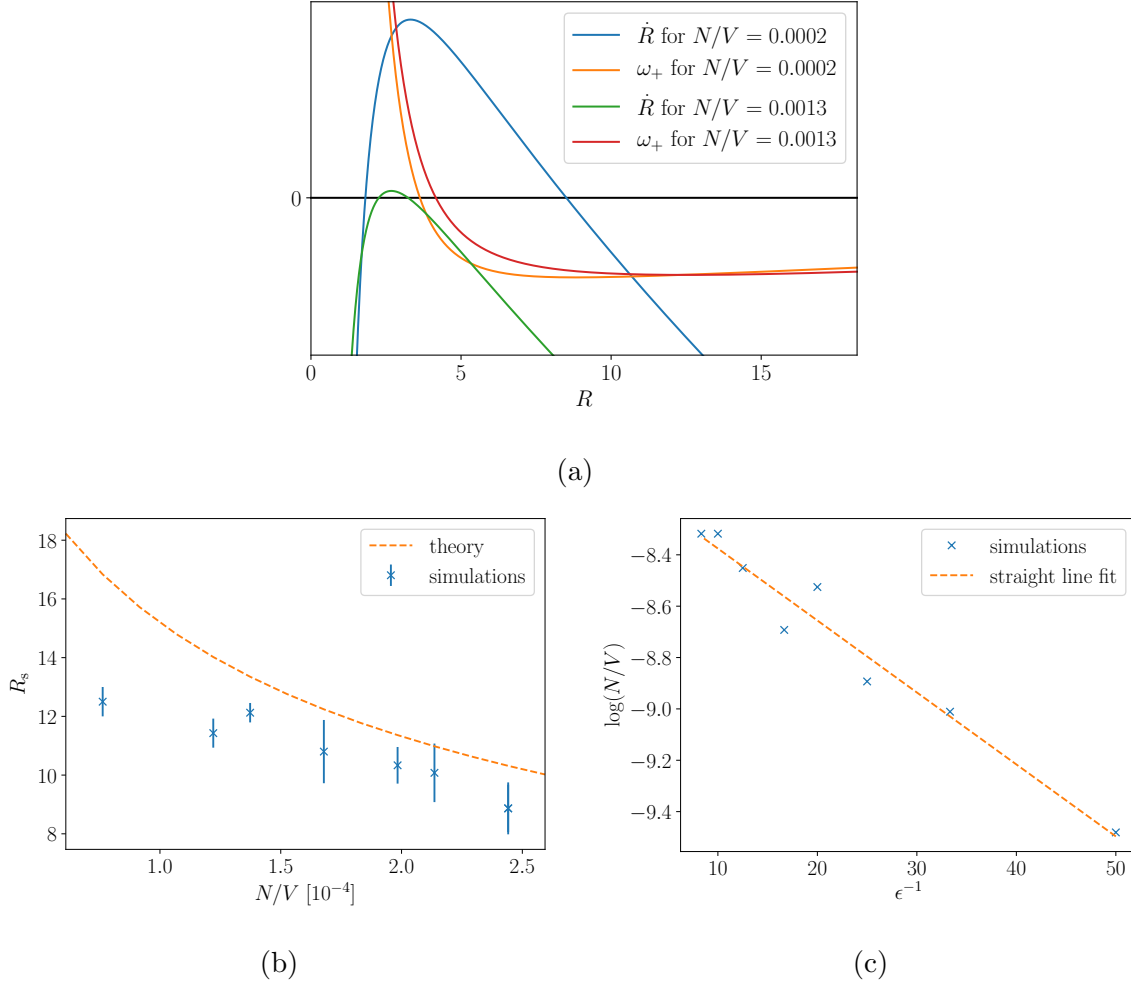 Ṙ for N/V = 0.0002
ω₊ for N/V = 0.0002
Ṙ for N/V = 0.0013
ω₊ for N/V = 0.0013
0
0 5 10 15
R
(a)
18
16
14
12
10
8
R_s
theory
simulations
1.0 1.5 2.0 2.5
N/V [10⁻⁴]
(b)
−8.4
−8.6
−8.8
−9.0
−9.2
−9.4
log(N/V)
simulations
straight line fit
10 20 30 40 50
ϵ⁻¹
(c)